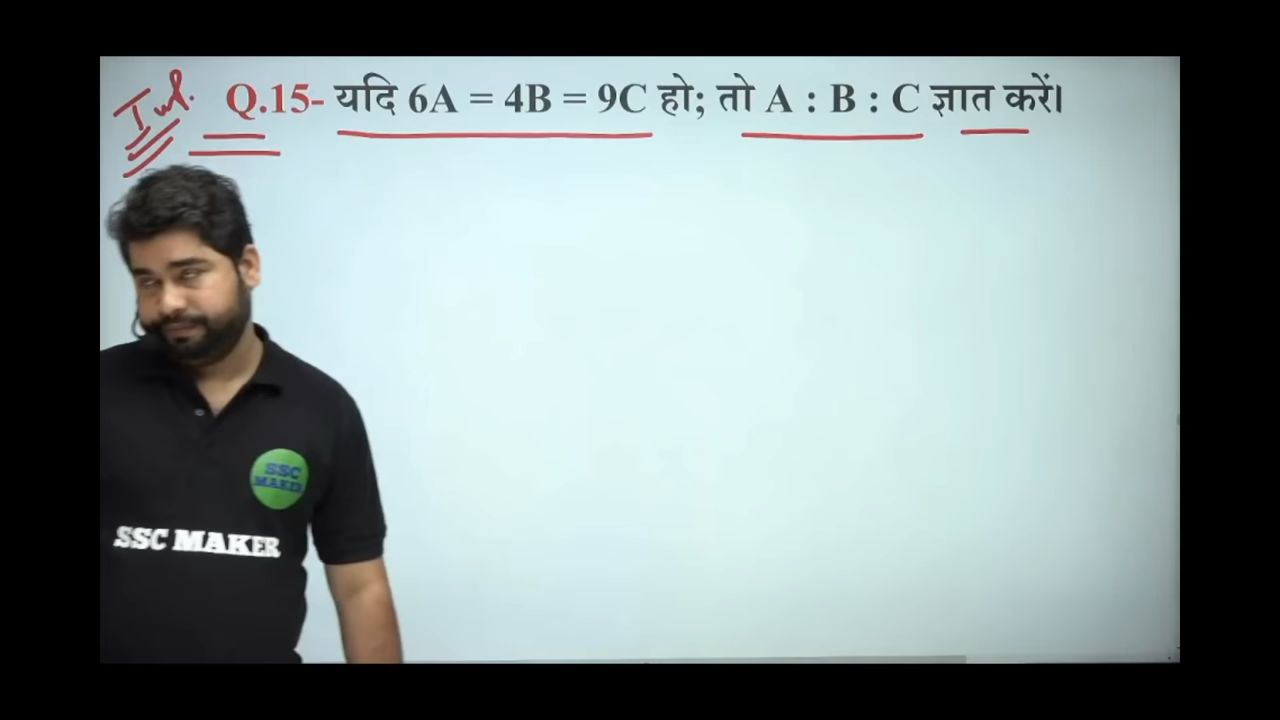 Q.15- यदि 6A = 4B = 9C हो; तो A : B : C ज्ञात करें।
SSC
MAKER
SSC MAKER